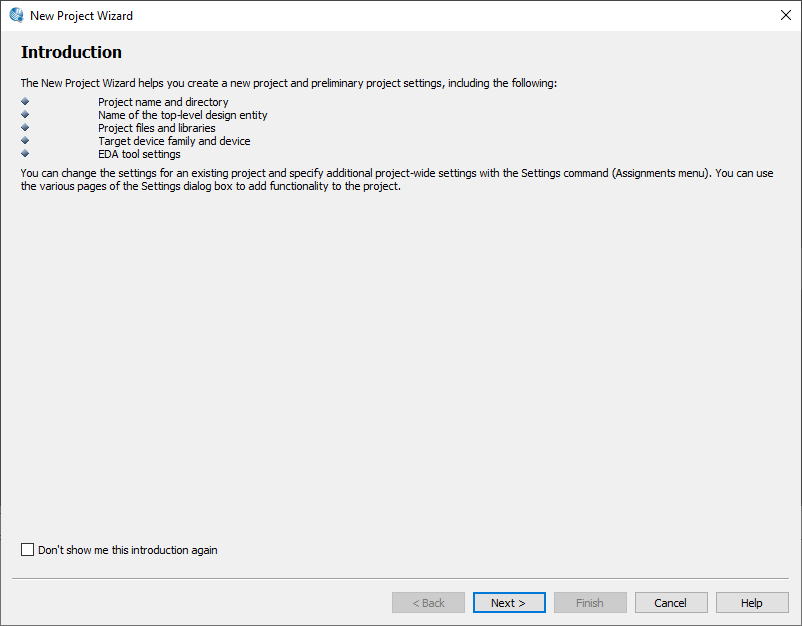 New Project Wizard
Introduction
The New Project Wizard helps you create a new project and preliminary project settings, including the following:
Project name and directory
Name of the top-level design entity
Project files and libraries
Target device family and device
EDA tool settings
You can change the settings for an existing project and specify additional project-wide settings with the Settings command (Assignments menu). You can use
the various pages of the Settings dialog box to add functionality to the project.
Don't show me this introduction again
< Back Next > Finish Cancel Help